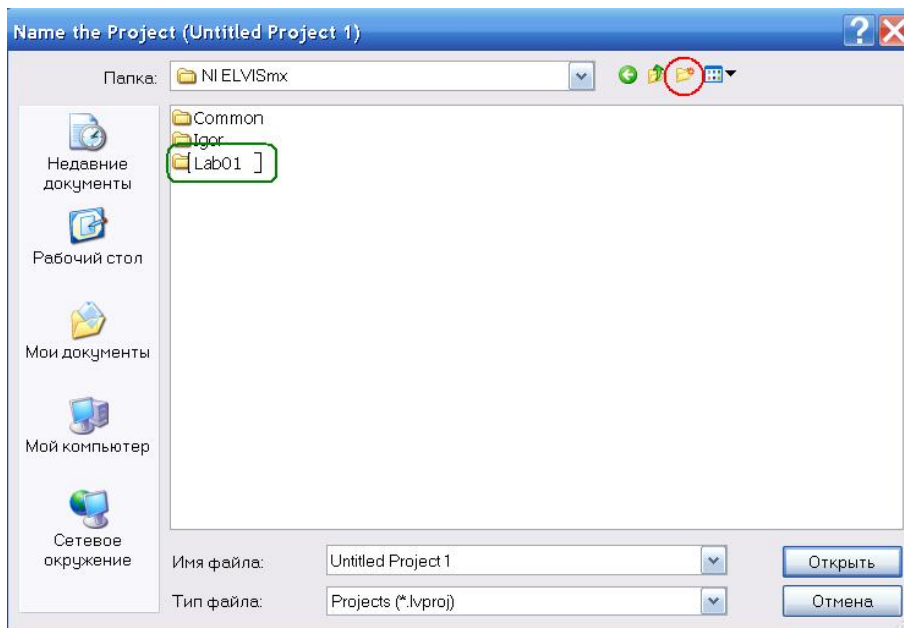 Name the Project (Untitled Project 1)
Папка:
NI ELVISmx
Common
Igor
Lab01
Недавние
документы
Рабочий стол
Мои документы
Мой компьютер
Сетевое
окружение
Имя файла:
Untitled Project 1
Открыть
Тип файла:
Projects (*.lvproj)
Отмена